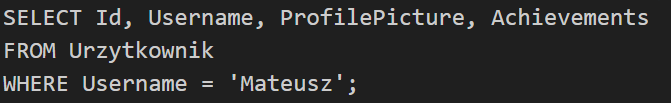 SELECT Id, Username, ProfilePicture, Achievements
FROM Urzytkownik
WHERE Username = 'Mateusz';